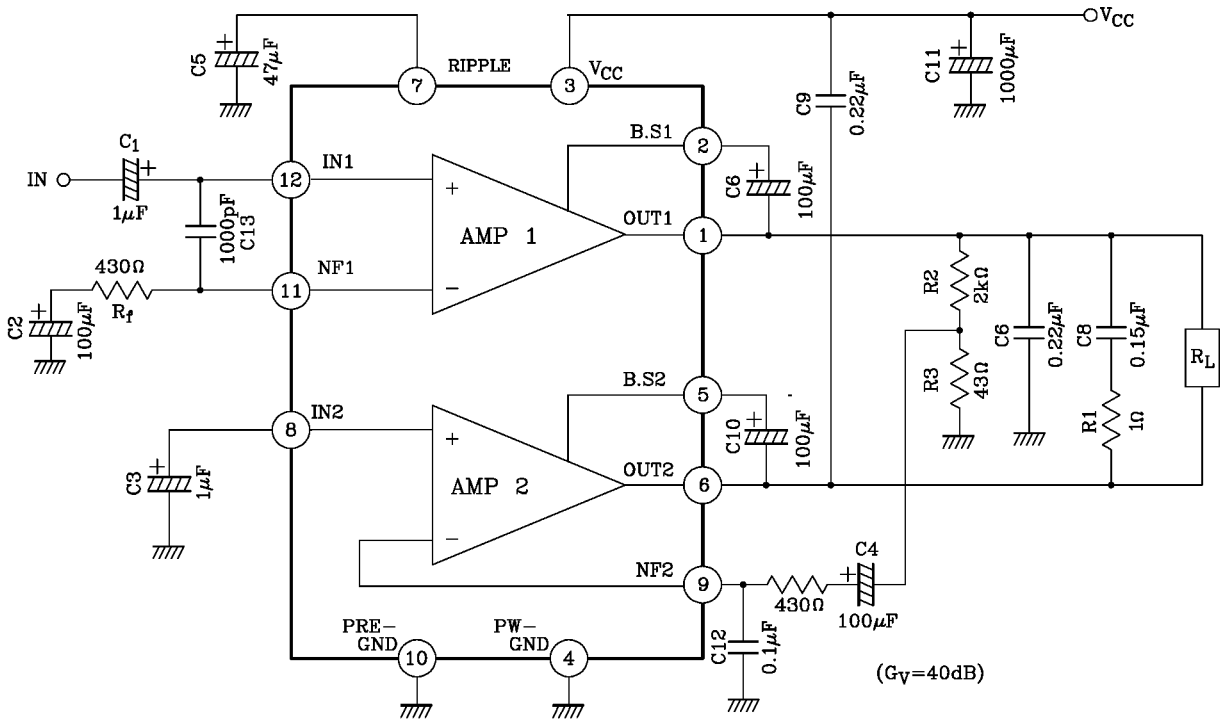 C5
47μF
7
RIPPLE
3
VCC
VCC
C11
1000μF
C9
0.22μF
IN
C1
1μF
12
IN1
1000pF
C13
430Ω
Rf
11
NF1
C2
100μF
AMP 1
B.S1
2
C6
100μF
OUT1
1
R2
2kΩ
R3
43Ω
C6
0.22μF
C8
0.15μF
R1
1Ω
RL
8
IN2
C3
1μF
AMP 2
B.S2
5
C10
100μF
OUT2
6
NF2
9
430Ω
C4
100μF
C12
0.1μF
PRE-
GND
10
PW-
GND
4
(GV=40dB)